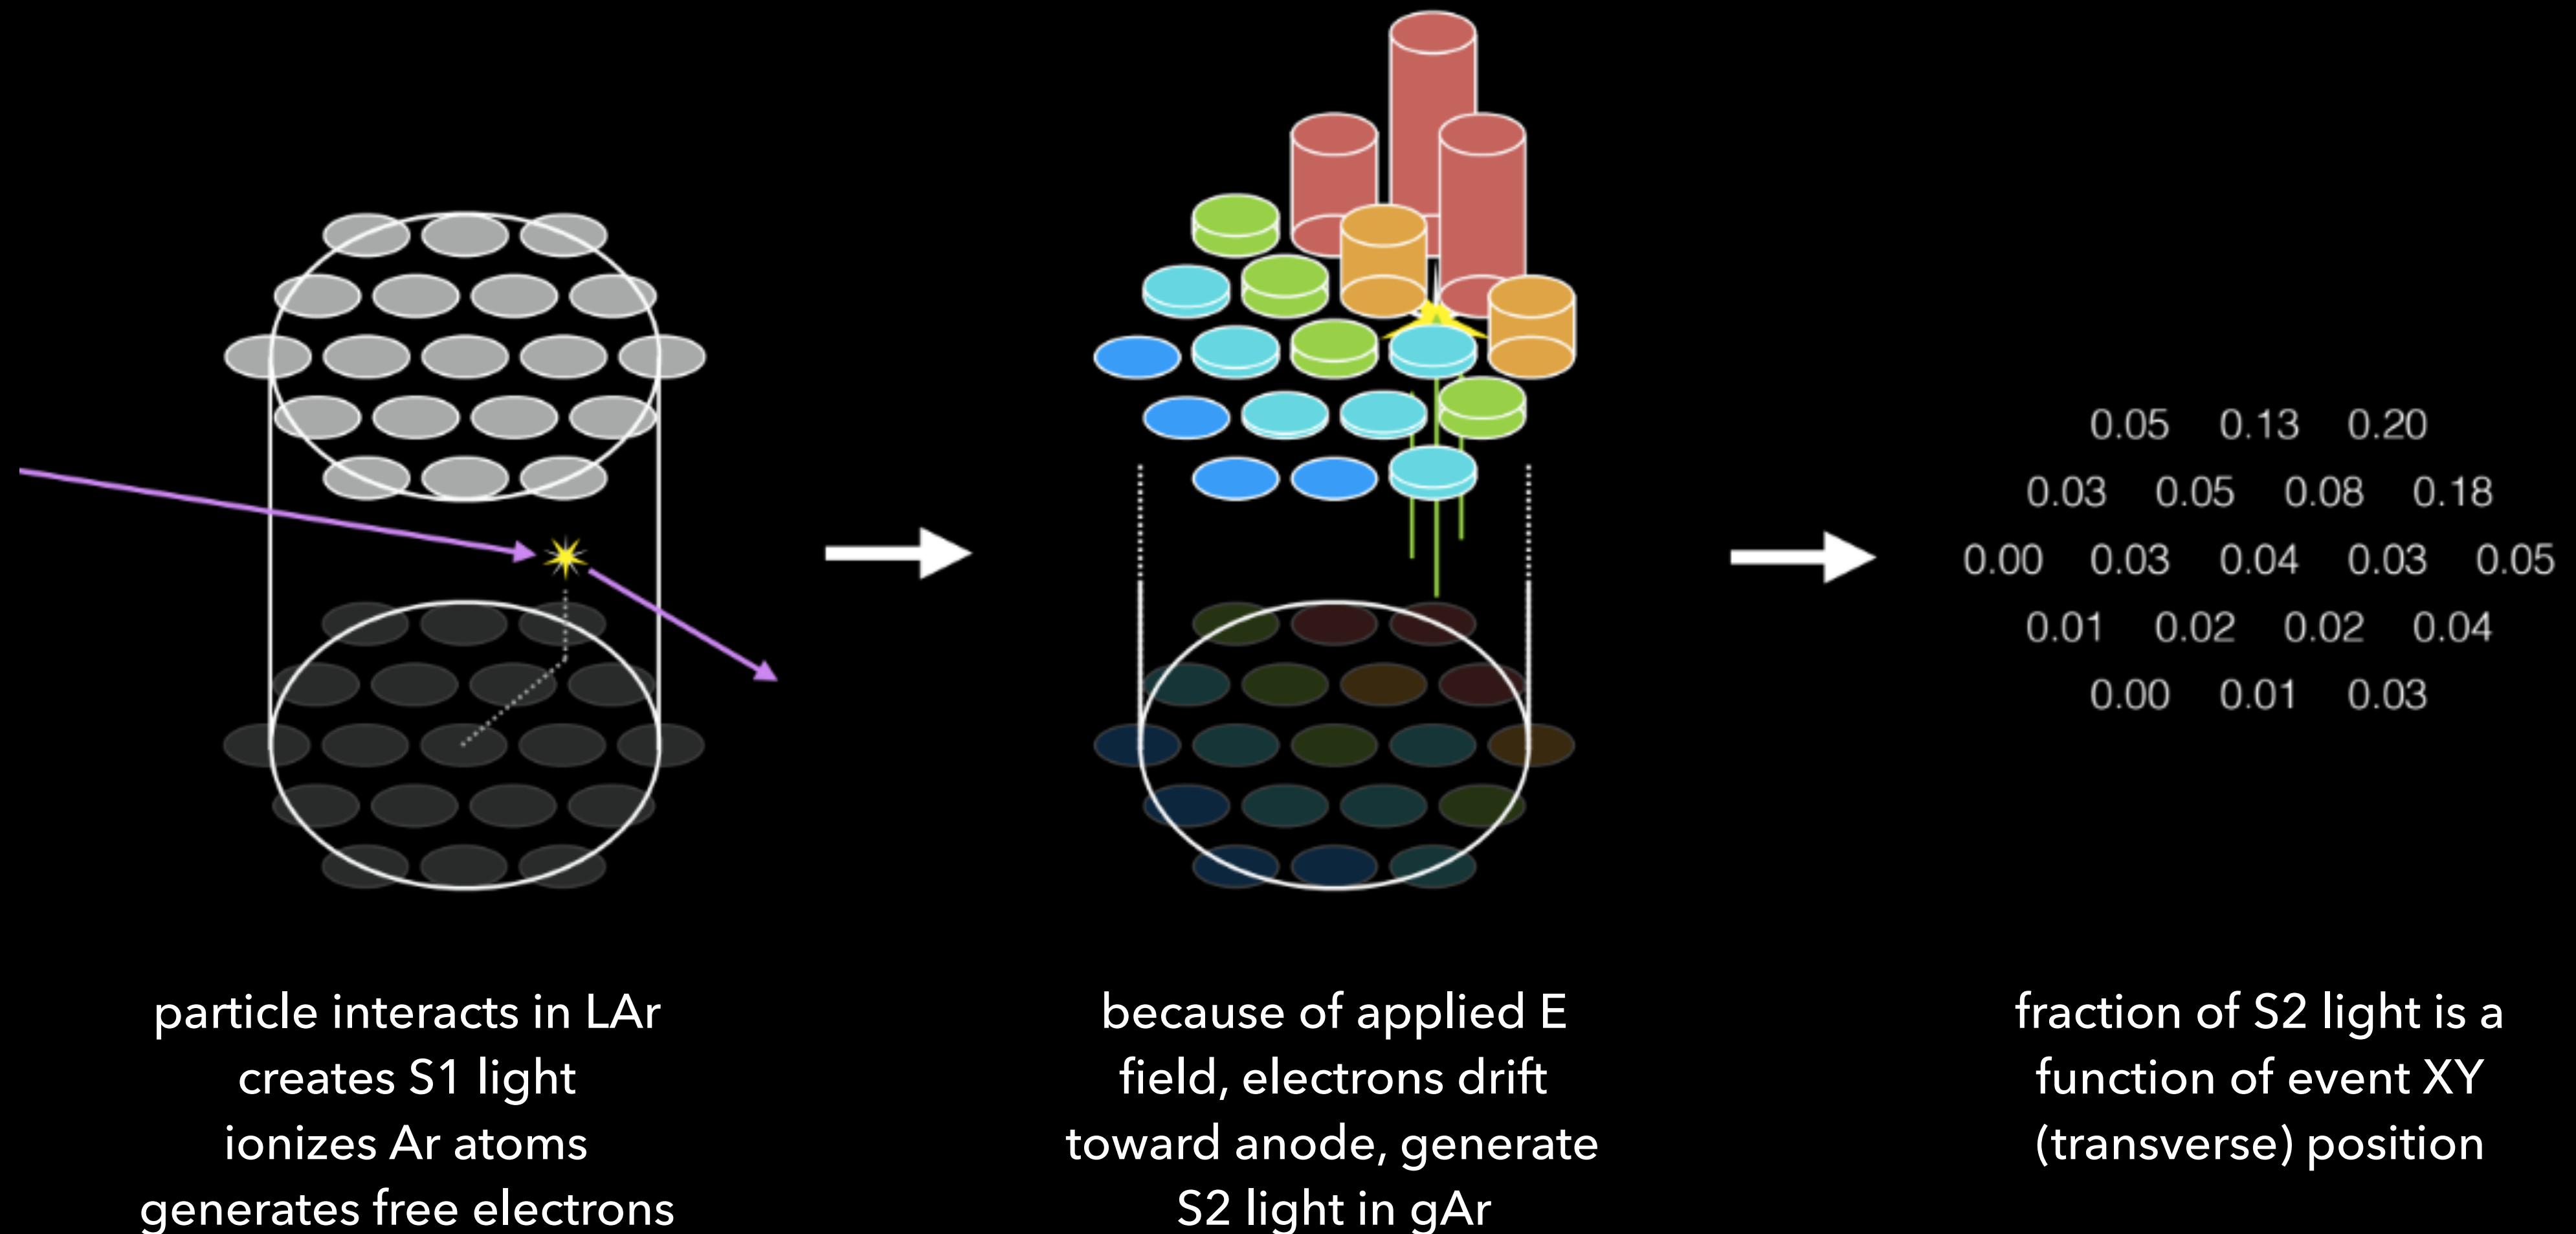 0.05 0.13 0.20
0.03 0.05 0.08 0.18
0.00 0.03 0.04 0.03 0.05
0.01 0.02 0.02 0.04
0.00 0.01 0.03
particle interacts in LAr
creates S1 light
ionizes Ar atoms
generates free electrons
because of applied E
field, electrons drift
toward anode, generate
S2 light in gAr
fraction of S2 light is a
function of event XY
(transverse) position